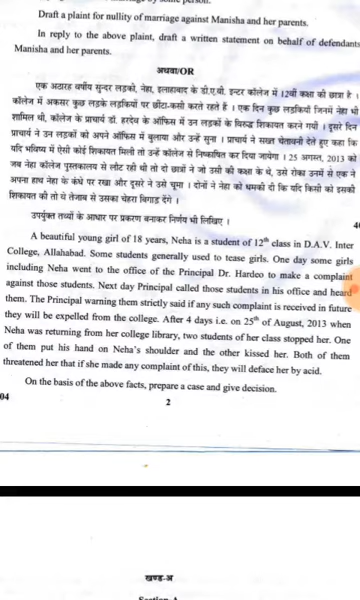 Draft a plaint for nullity of marriage against Manisha and her parents.
In reply to the above plaint, draft a written statement on behalf of defendants
Manisha and her parents.
अथवा/OR
एक अठारह वर्षीय सुन्दर लड़की, नेहा, इलाहाबाद के डी.ए.वी. इन्टर कॉलेज में 12वीं कक्षा की छात्रा है ।
कॉलेज में अक्सर कुछ लड़के लड़कियों पर छींटा-कसी करते रहते हैं । एक दिन कुछ लड़कियाँ जिनमें नेहा भी
शामिल थी, कॉलेज के प्राचार्य डॉ. हरदेव के ऑफिस में उन लड़कों के विरुद्ध शिकायत करने गयीं । दूसरे दिन
प्राचार्य ने उन लड़कों को अपने ऑफिस में बुलाया और उन्हें सुना । प्राचार्य ने सख्त चेतावनी देते हुए कहा कि
यदि भविष्य में ऐसी कोई शिकायत मिली तो उन्हें कॉलेज से निष्कासित कर दिया जायेगा । 25 अगस्त, 2013 को
जब नेहा कॉलेज पुस्तकालय से लौट रही थी तो दो छात्रों ने जो उसी की कक्षा के थे, उसे रोका उनमें से एक ने
अपना हाथ नेहा के कंधे पर रखा और दूसरे ने उसे चूमा । दोनों ने नेहा को धमकी दी कि यदि किसी को इसकी
शिकायत की तो वे तेजाब से उसका चेहरा बिगाड़ देंगे ।
उपर्युक्त तथ्यों के आधार पर प्रकरण बनाकर निर्णय भी लिखिए ।
A beautiful young girl of 18 years, Neha is a student of 12th class in D.A.V. Inter
College, Allahabad. Some students generally used to tease girls. One day some girls
including Neha went to the office of the Principal Dr. Hardeo to make a complaint
against those students. Next day Principal called those students in his office and heard
them. The Principal warning them strictly said if any such complaint is received in future
they will be expelled from the college. After 4 days i.e. on 25th of August, 2013 when
Neha was returning from her college library, two students of her class stopped her. One
of them put his hand on Neha's shoulder and the other kissed her. Both of them
threatened her that if she made any complaint of this, they will deface her by acid.
On the basis of the above facts, prepare a case and give decision.
04
2
खण्ड-अ